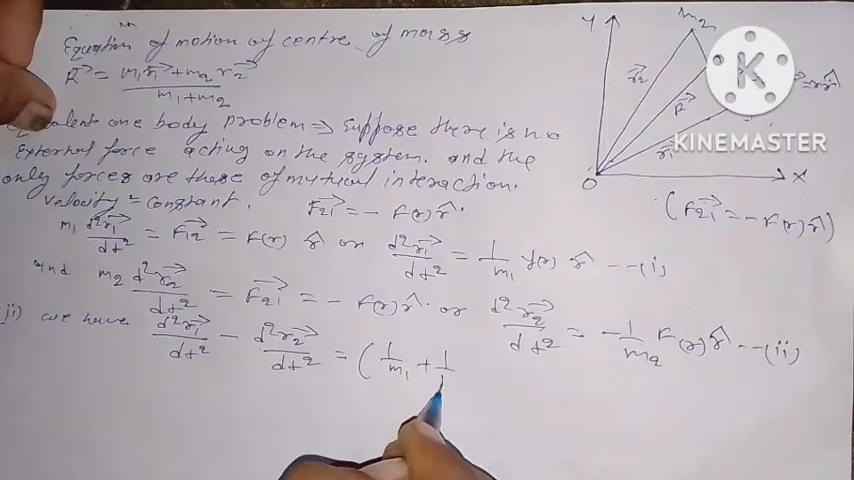 Equation of motion of centre of mass
R⃗ = m₁r₁⃗ + m₂r₂⃗ / m₁+m₂
Equivalent one body problem ⇒ Suppose there is no
External force acting on the system. and the
only forces are those of mutual interaction.
Velocity = constant. F₂₁⃗ = - F(r) r̂.
m₁ d²r₁⃗/dt² = F₁₂⃗ = F(r) r̂ or d²r₁⃗/dt² = 1/m₁ F(r) r̂ --(i)
and m₂ d²r₂⃗/dt² = F₂₁⃗ = - F(r) r̂. or d²r₂⃗/dt² = -1/m₂ F(r) r̂ --(ii)
ii) we have d²r₁⃗/dt² - d²r₂⃗/dt² = ( 1/m₁ + 1/
Y
m₂
r₂⃗
R⃗
r₁⃗
= r r̂
O
X
(F₂₁⃗ = - F(r) r̂)
KINEMASTER